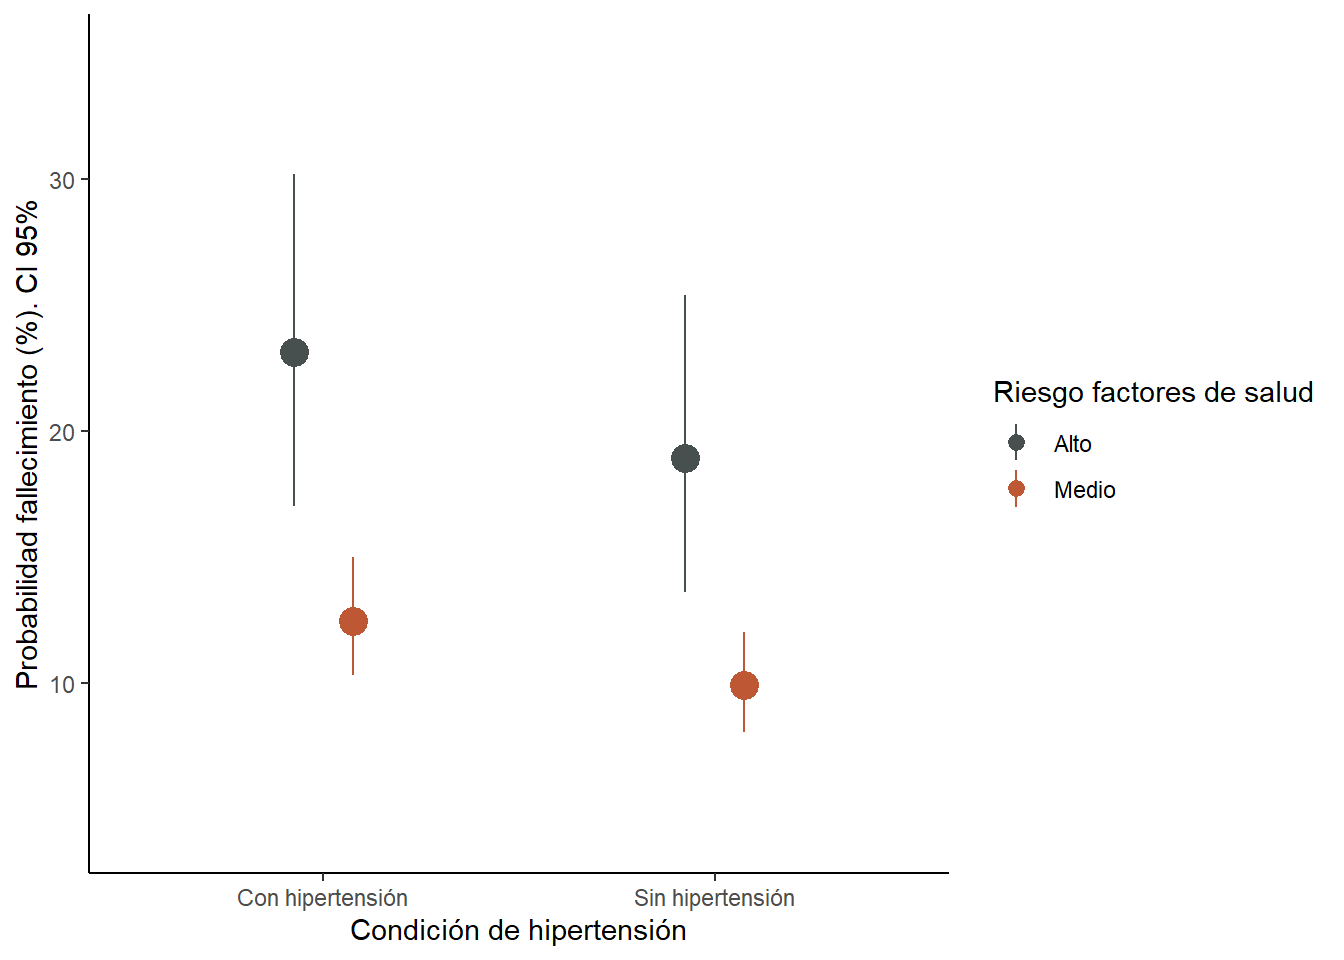 Probabilidad fallecimiento (%). CI 95%
30
20
10
Con hipertensión
Sin hipertensión
Condición de hipertensión
Riesgo factores de salud
Alto
Medio